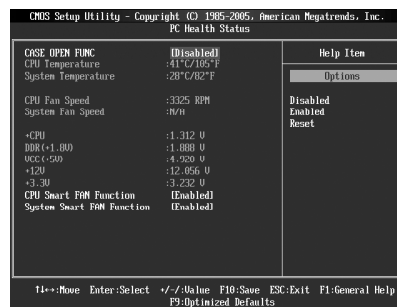 CMOS Setup Utility - Copyright (C) 1985-2005, American Megatrends, Inc.
PC Health Status
CASE OPEN FUNC [Disabled]
CPU Temperature :41°C/105°F
System Temperature :28°C/82°F
CPU Fan Speed :3325 RPM
System Fan Speed :N/A
+CPU :1.312 V
DDR(+1.8V) :1.888 V
VCC(+5V) :4.920 V
+12V :12.056 V
+3.3V :3.232 V
CPU Smart FAN Function [Enabled]
System Smart FAN Function [Enabled]
Help Item
Options
Disabled
Enabled
Reset
↑↓←→:Move Enter:Select +/-/:Value F10:Save ESC:Exit F1:General Help
F9:Optimized Defaults